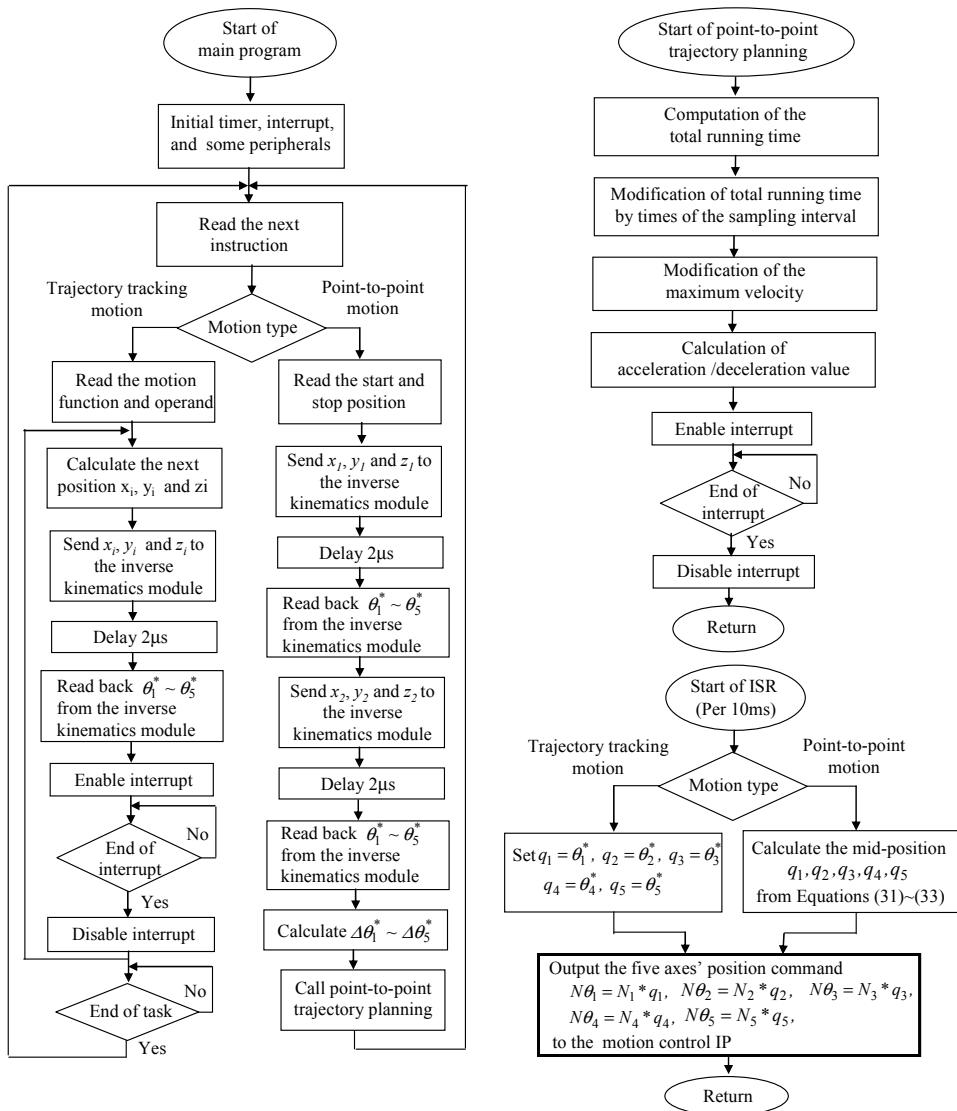 Start of
main program
Initial timer, interrupt,
and some peripherals
Read the next
instruction
Trajectory tracking
motion
Point-to-point
motion
Motion type
Read the motion
function and operand
Calculate the next
position xᵢ, yᵢ and zi
Send xᵢ, yᵢ and zᵢ to
the inverse
kinematics module
Delay 2μs
Read back θ₁* ~ θ₅*
from the inverse
kinematics module
Enable interrupt
End of
interrupt
No
Yes
Disable interrupt
End of task
No
Yes
Read the start and
stop position
Send x₁, y₁ and z₁ to
the inverse
kinematics module
Delay 2μs
Read back θ₁* ~ θ₅*
from the inverse
kinematics module
Send x₂, y₂ and z₂ to
the inverse
kinematics module
Delay 2μs
Read back θ₁* ~ θ₅*
from the inverse
kinematics module
Calculate Δθ₁* ~ Δθ₅*
Call point-to-point
trajectory planning
Start of point-to-point
trajectory planning
Computation of the
total running time
Modification of total running time
by times of the sampling interval
Modification of the
maximum velocity
Calculation of
acceleration /deceleration value
Enable interrupt
End of
interrupt
No
Yes
Disable interrupt
Return
Start of ISR
(Per 10ms)
Trajectory tracking
motion
Point-to-point
motion
Motion type
Set q₁ = θ₁*, q₂ = θ₂*, q₃ = θ₃*
q₄ = θ₄*, q₅ = θ₅*
Calculate the mid-position
q₁, q₂, q₃, q₄, q₅
from Equations (31)~(33)
Output the five axes' position command
Nθ₁ = N₁ * q₁, Nθ₂ = N₂ * q₂, Nθ₃ = N₃ * q₃,
Nθ₄ = N₄ * q₄, Nθ₅ = N₅ * q₅,
to the motion control IP
Return